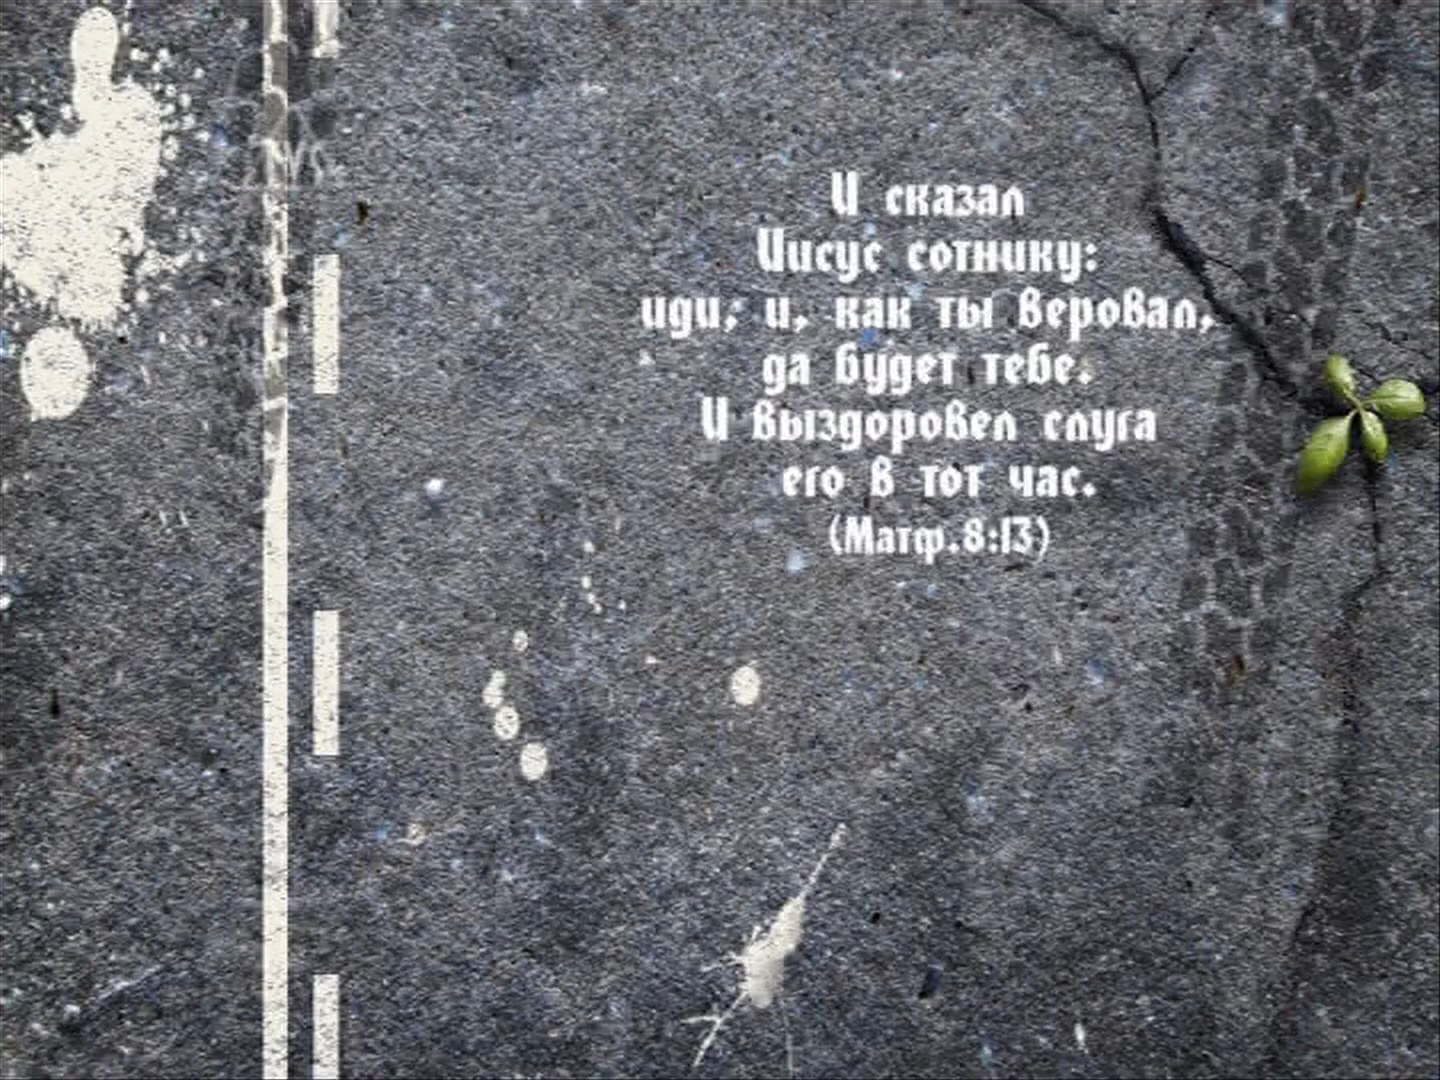 И сказал
Иисус сотнику:
иди, и, как ты веровал,
да будет тебе.
И выздоровел слуга
его в тот час.
(Матф.8:13)